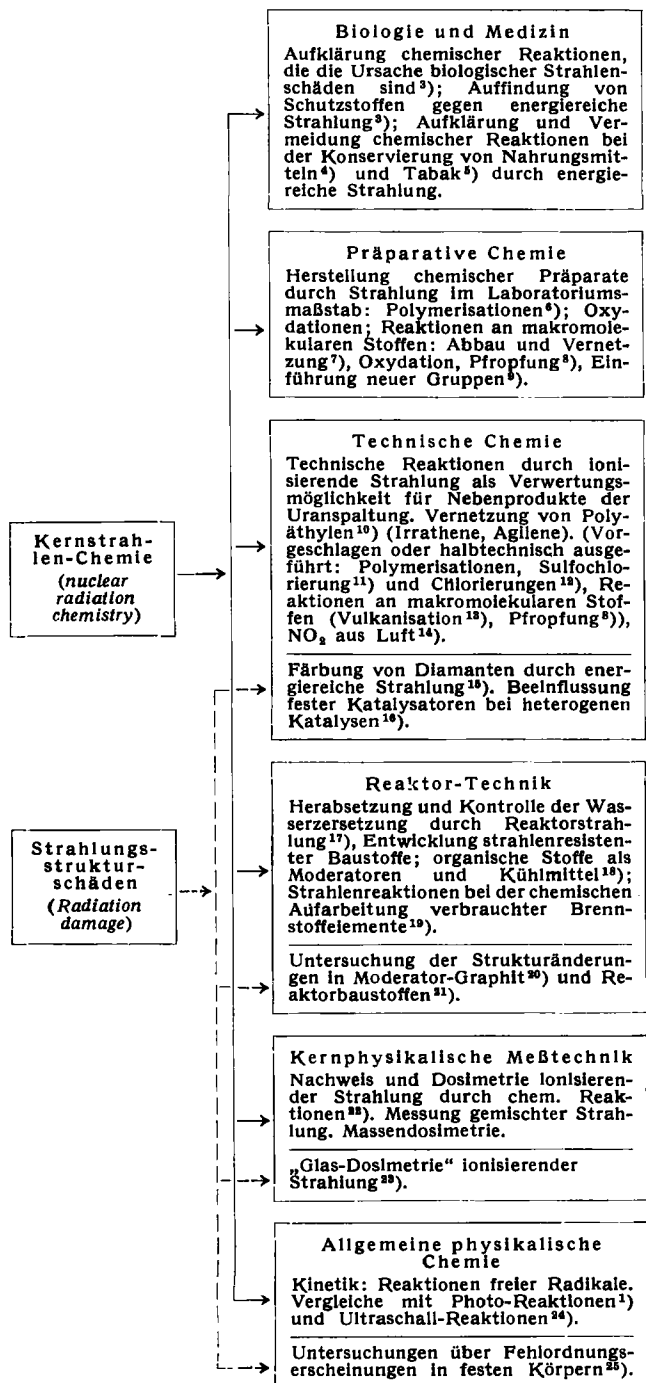 Biologie und Medizin
Aufklärung chemischer Reaktionen,
die die Ursache biologischer Strahlen-
schäden sind³); Auffindung von
Schutzstoffen gegen energiereiche
Strahlung³); Aufklärung und Ver-
meidung chemischer Reaktionen bei
der Konservierung von Nahrungsmit-
teln⁴) und Tabak⁵) durch energie-
reiche Strahlung.
Präparative Chemie
Herstellung chemischer Präparate
durch Strahlung im Laboratoriums-
maßstab: Polymerisationen⁶); Oxy-
dationen; Reaktionen an makromole-
kularen Stoffen: Abbau und Vernet-
zung⁷), Oxydation, Pfropfung⁸), Ein-
führung neuer Gruppen⁹).
Kernstrah-
len-Chemie
(nuclear
radiation
chemistry)
Technische Chemie
Technische Reaktionen durch ioni-
sierende Strahlung als Verwertungs-
möglichkeit für Nebenprodukte der
Uranspaltung. Vernetzung von Poly-
äthylen¹⁰) (Irrathene, Agilene). (Vor-
geschlagen oder halbtechnisch ausge-
führt: Polymerisationen, Sulfochlo-
rierung¹¹) und Chlorierungen¹²), Re-
aktionen an makromolekularen Stof-
fen (Vulkanisation¹³), Pfropfung⁸)),
NO₂ aus Luft¹⁴).
Färbung von Diamanten durch ener-
giereiche Strahlung¹⁵). Beeinflussung
fester Katalysatoren bei heterogenen
Katalysen¹⁶).
Strahlungs-
struktur-
schäden
(Radiation
damage)
Reaktor-Technik
Herabsetzung und Kontrolle der Was-
serzersetzung durch Reaktorstrah-
lung¹⁷), Entwicklung strahlenresisten-
ter Baustoffe; organische Stoffe als
Moderatoren und Kühlmittel¹⁸);
Strahlenreaktionen bei der chemischen
Aufarbeitung verbrauchter Brenn-
stoffelemente¹⁹).
Untersuchung der Strukturänderun-
gen in Moderator-Graphit²⁰) und Re-
aktorbaustoffen²¹).
Kernphysikalische Meßtechnik
Nachweis und Dosimetrie ionisieren-
der Strahlung durch chem. Reak-
tionen²²). Messung gemischter Strah-
lung. Massendosimetrie.
„Glas-Dosimetrie“ ionisierender
Strahlung²³).
Allgemeine physikalische
Chemie
Kinetik: Reaktionen freier Radikale.
Vergleiche mit Photo-Reaktionen¹)
und Ultraschall-Reaktionen²⁴).
Untersuchungen über Fehlordnungs-
erscheinungen in festen Körpern²⁵).